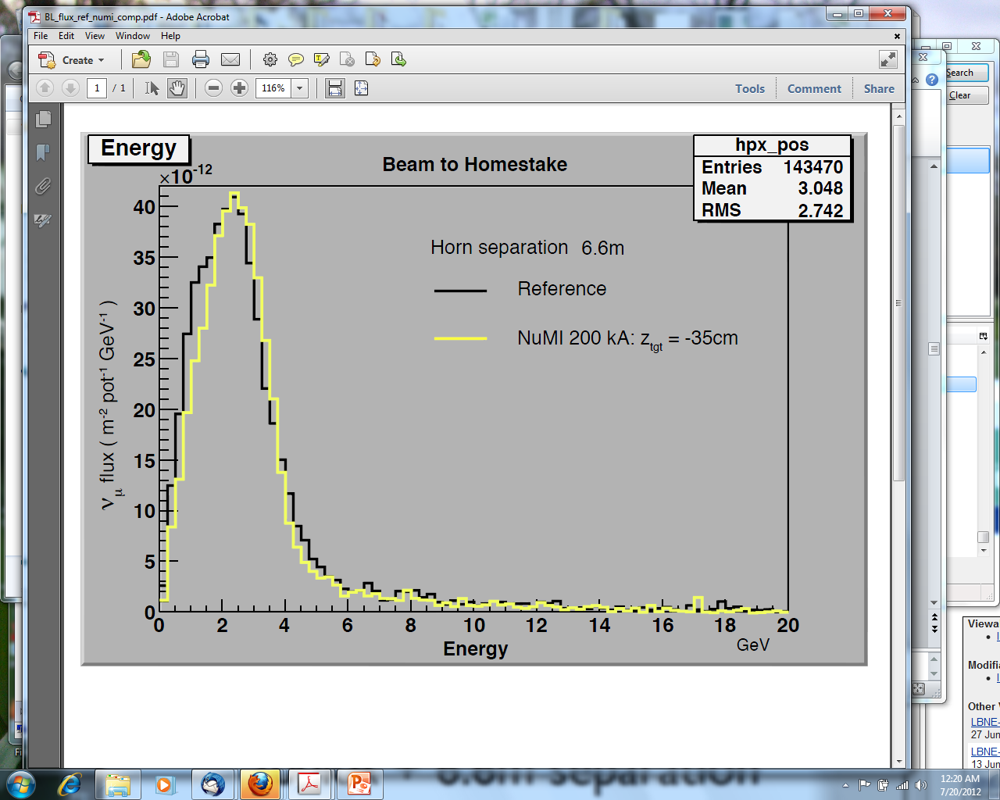 BL_flux_ref_numi_comp.pdf - Adobe Acrobat
File Edit View Window Help
Create
1 / 1 116% Tools Comment Share
Search
Clear
Energy
×10-12
Beam to Homestake
hpx_pos
Entries 143470
Mean 3.048
RMS 2.742
Horn separation 6.6m
Reference
NuMI 200 kA: ztgt = -35cm
νμ flux ( m-2 pot-1 GeV-1 )
40
35
30
25
20
15
10
5
0
0 2 4 6 8 10 12 14 16 18 20
Energy
GeV
Viewa
Modifia
Other V
LBNE-
27 Jun
LBNE-
13 Jun
6.6m separation
12:20 AM
7/20/2012